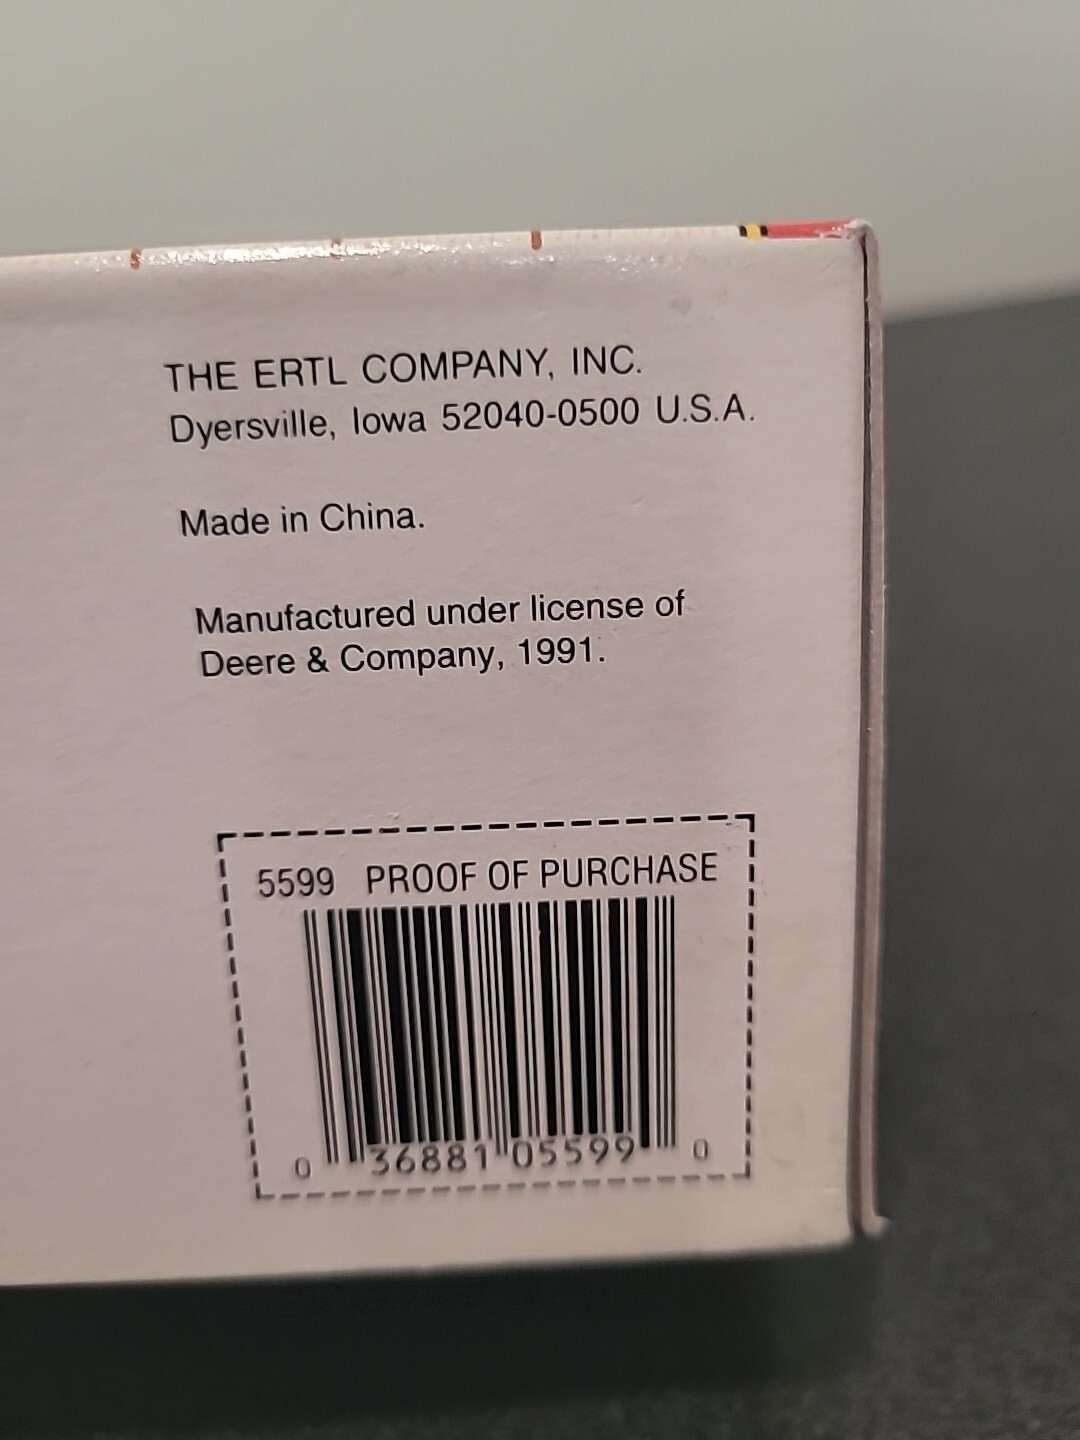 THE ERTL COMPANY, INC.
Dyersville, Iowa 52040-0500 U.S.A.
Made in China.
Manufactured under license of
Deere & Company, 1991.
5599 PROOF OF PURCHASE
0 36881 05599 0